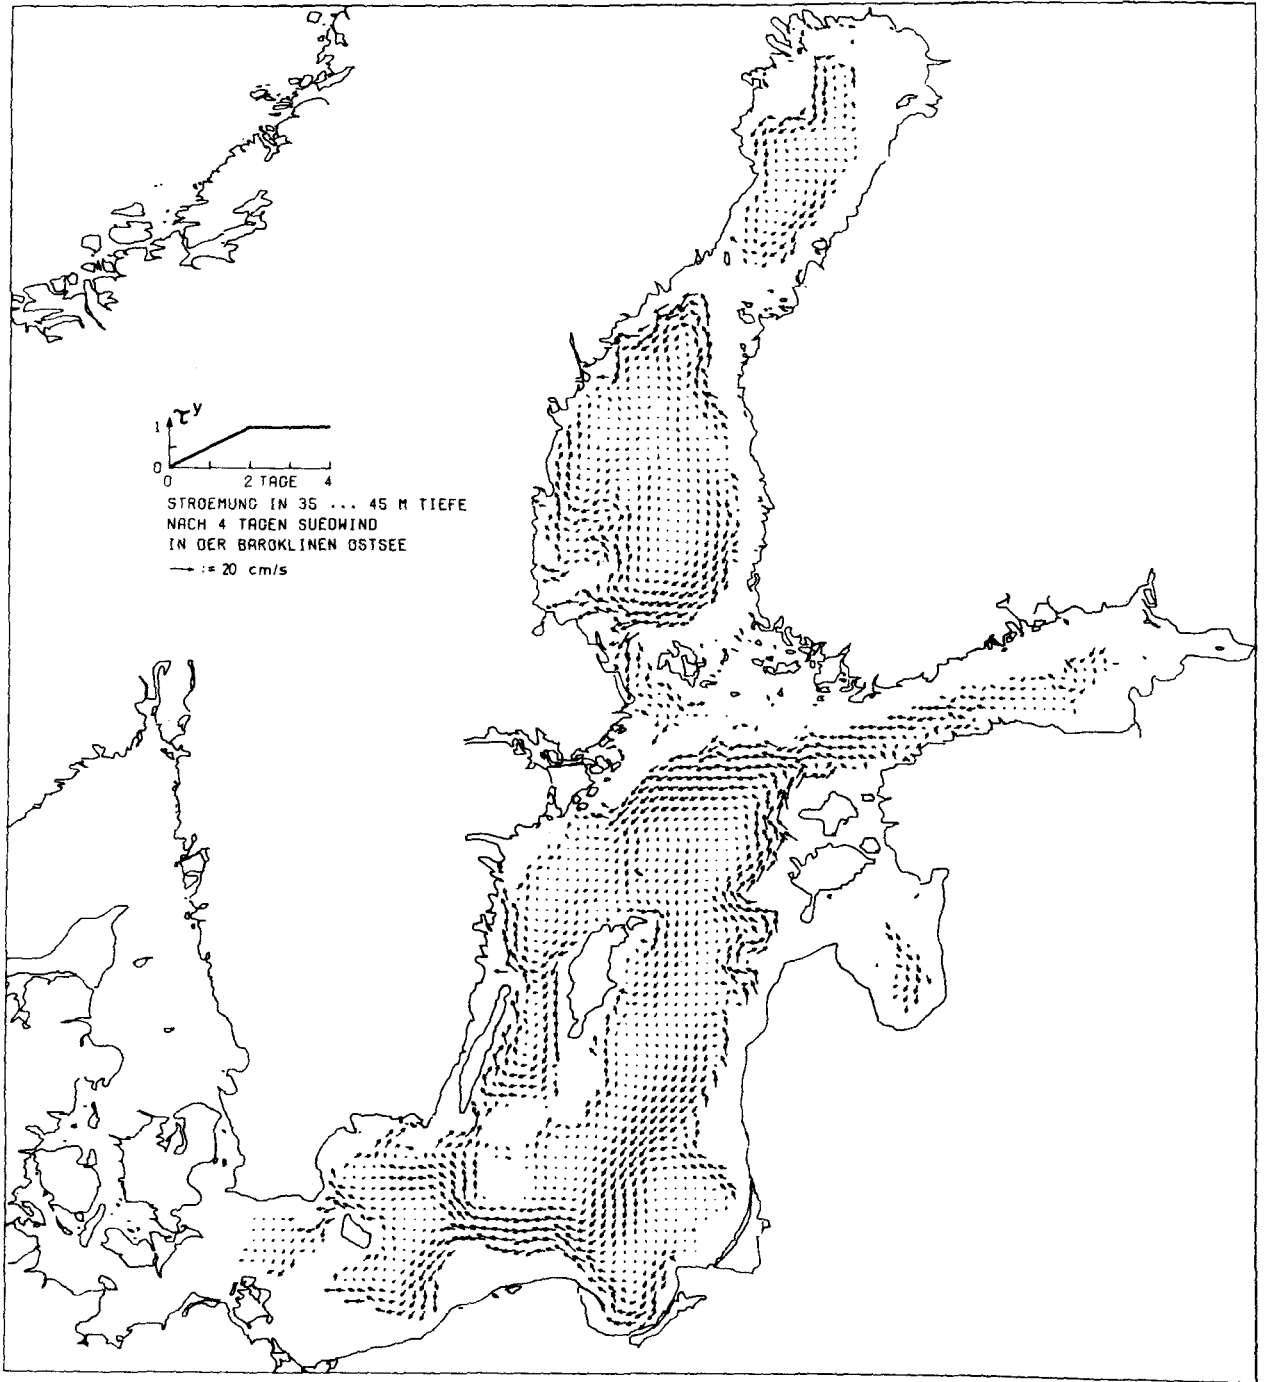 τʸ
1
0
0 2 TAGE 4
STROEMUNG IN 35 ... 45 M TIEFE
NACH 4 TAGEN SUEDWIND
IN DER BAROKLINEN OSTSEE
:= 20 cm/s